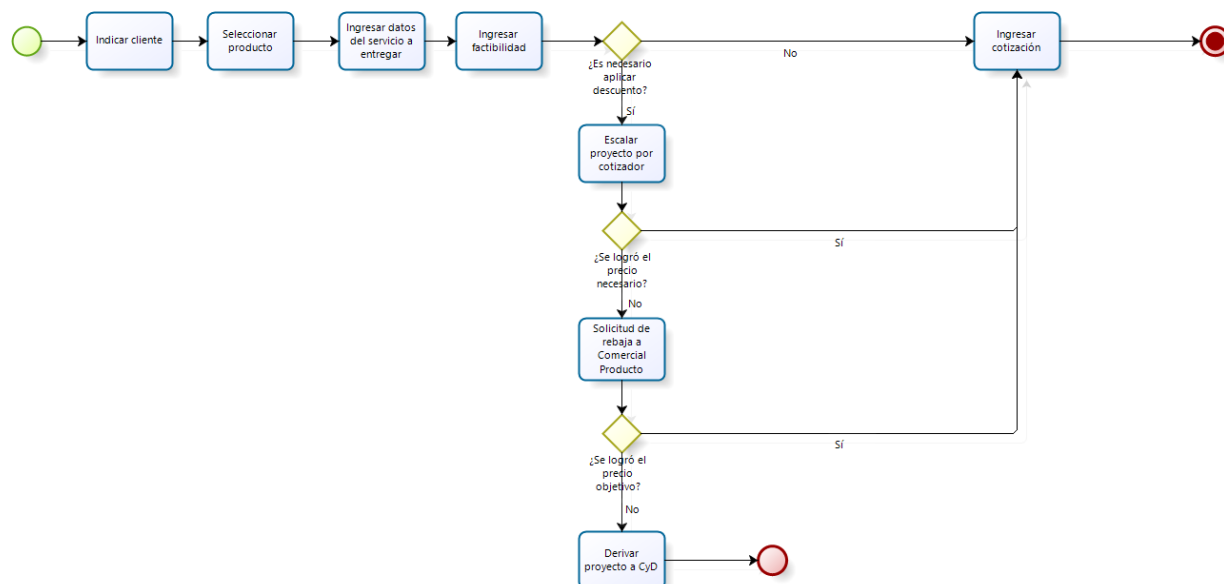 Indicar cliente
Seleccionar
producto
Ingresar datos
del servicio a
entregar
Ingresar
factibilidad
¿Es necesario
aplicar
descuento?
No
Ingresar
cotización
Sí
Escalar
proyecto por
cotizador
¿Se logró el
precio
necesario?
Sí
No
Solicitud de
rebaja a
Comercial
Producto
¿Se logró el
precio
objetivo?
Sí
No
Derivar
proyecto a CyD